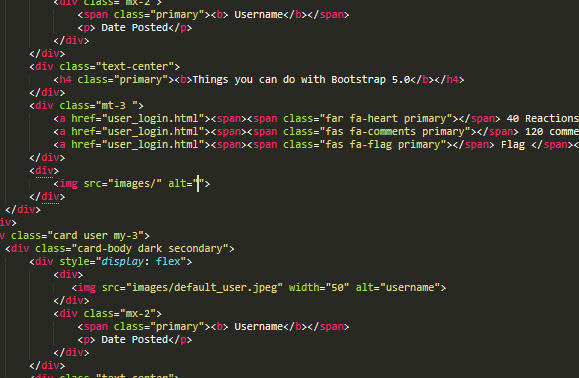 <div class="mx-2">
<span class="primary"><b> Username</b></span>
<p> Date Posted</p>
</div>
</div>
<div class="text-center">
<h4 class="primary"><b>Things you can do with Bootstrap 5.0</b></h4>
</div>
<div class="mt-3 ">
<a href="user_login.html"><span><span class="far fa-heart primary"></span> 40 Reactions
<a href="user_login.html"><span><span class="fas fa-comments primary"></span> 120 comme
<a href="user_login.html"><span><span class="fas fa-flag primary"></span> Flag </span><
</div>
<div>
<img src="images/" alt="">
</div>
</div>
iv>
v class="card user my-3">
<div class="card-body dark secondary">
<div style="display: flex">
<div>
<img src="images/default_user.jpeg" width="50" alt="username">
</div>
<div class="mx-2">
<span class="primary"><b> Username</b></span>
<p> Date Posted</p>
</div>
</div>
<div class="text-center">